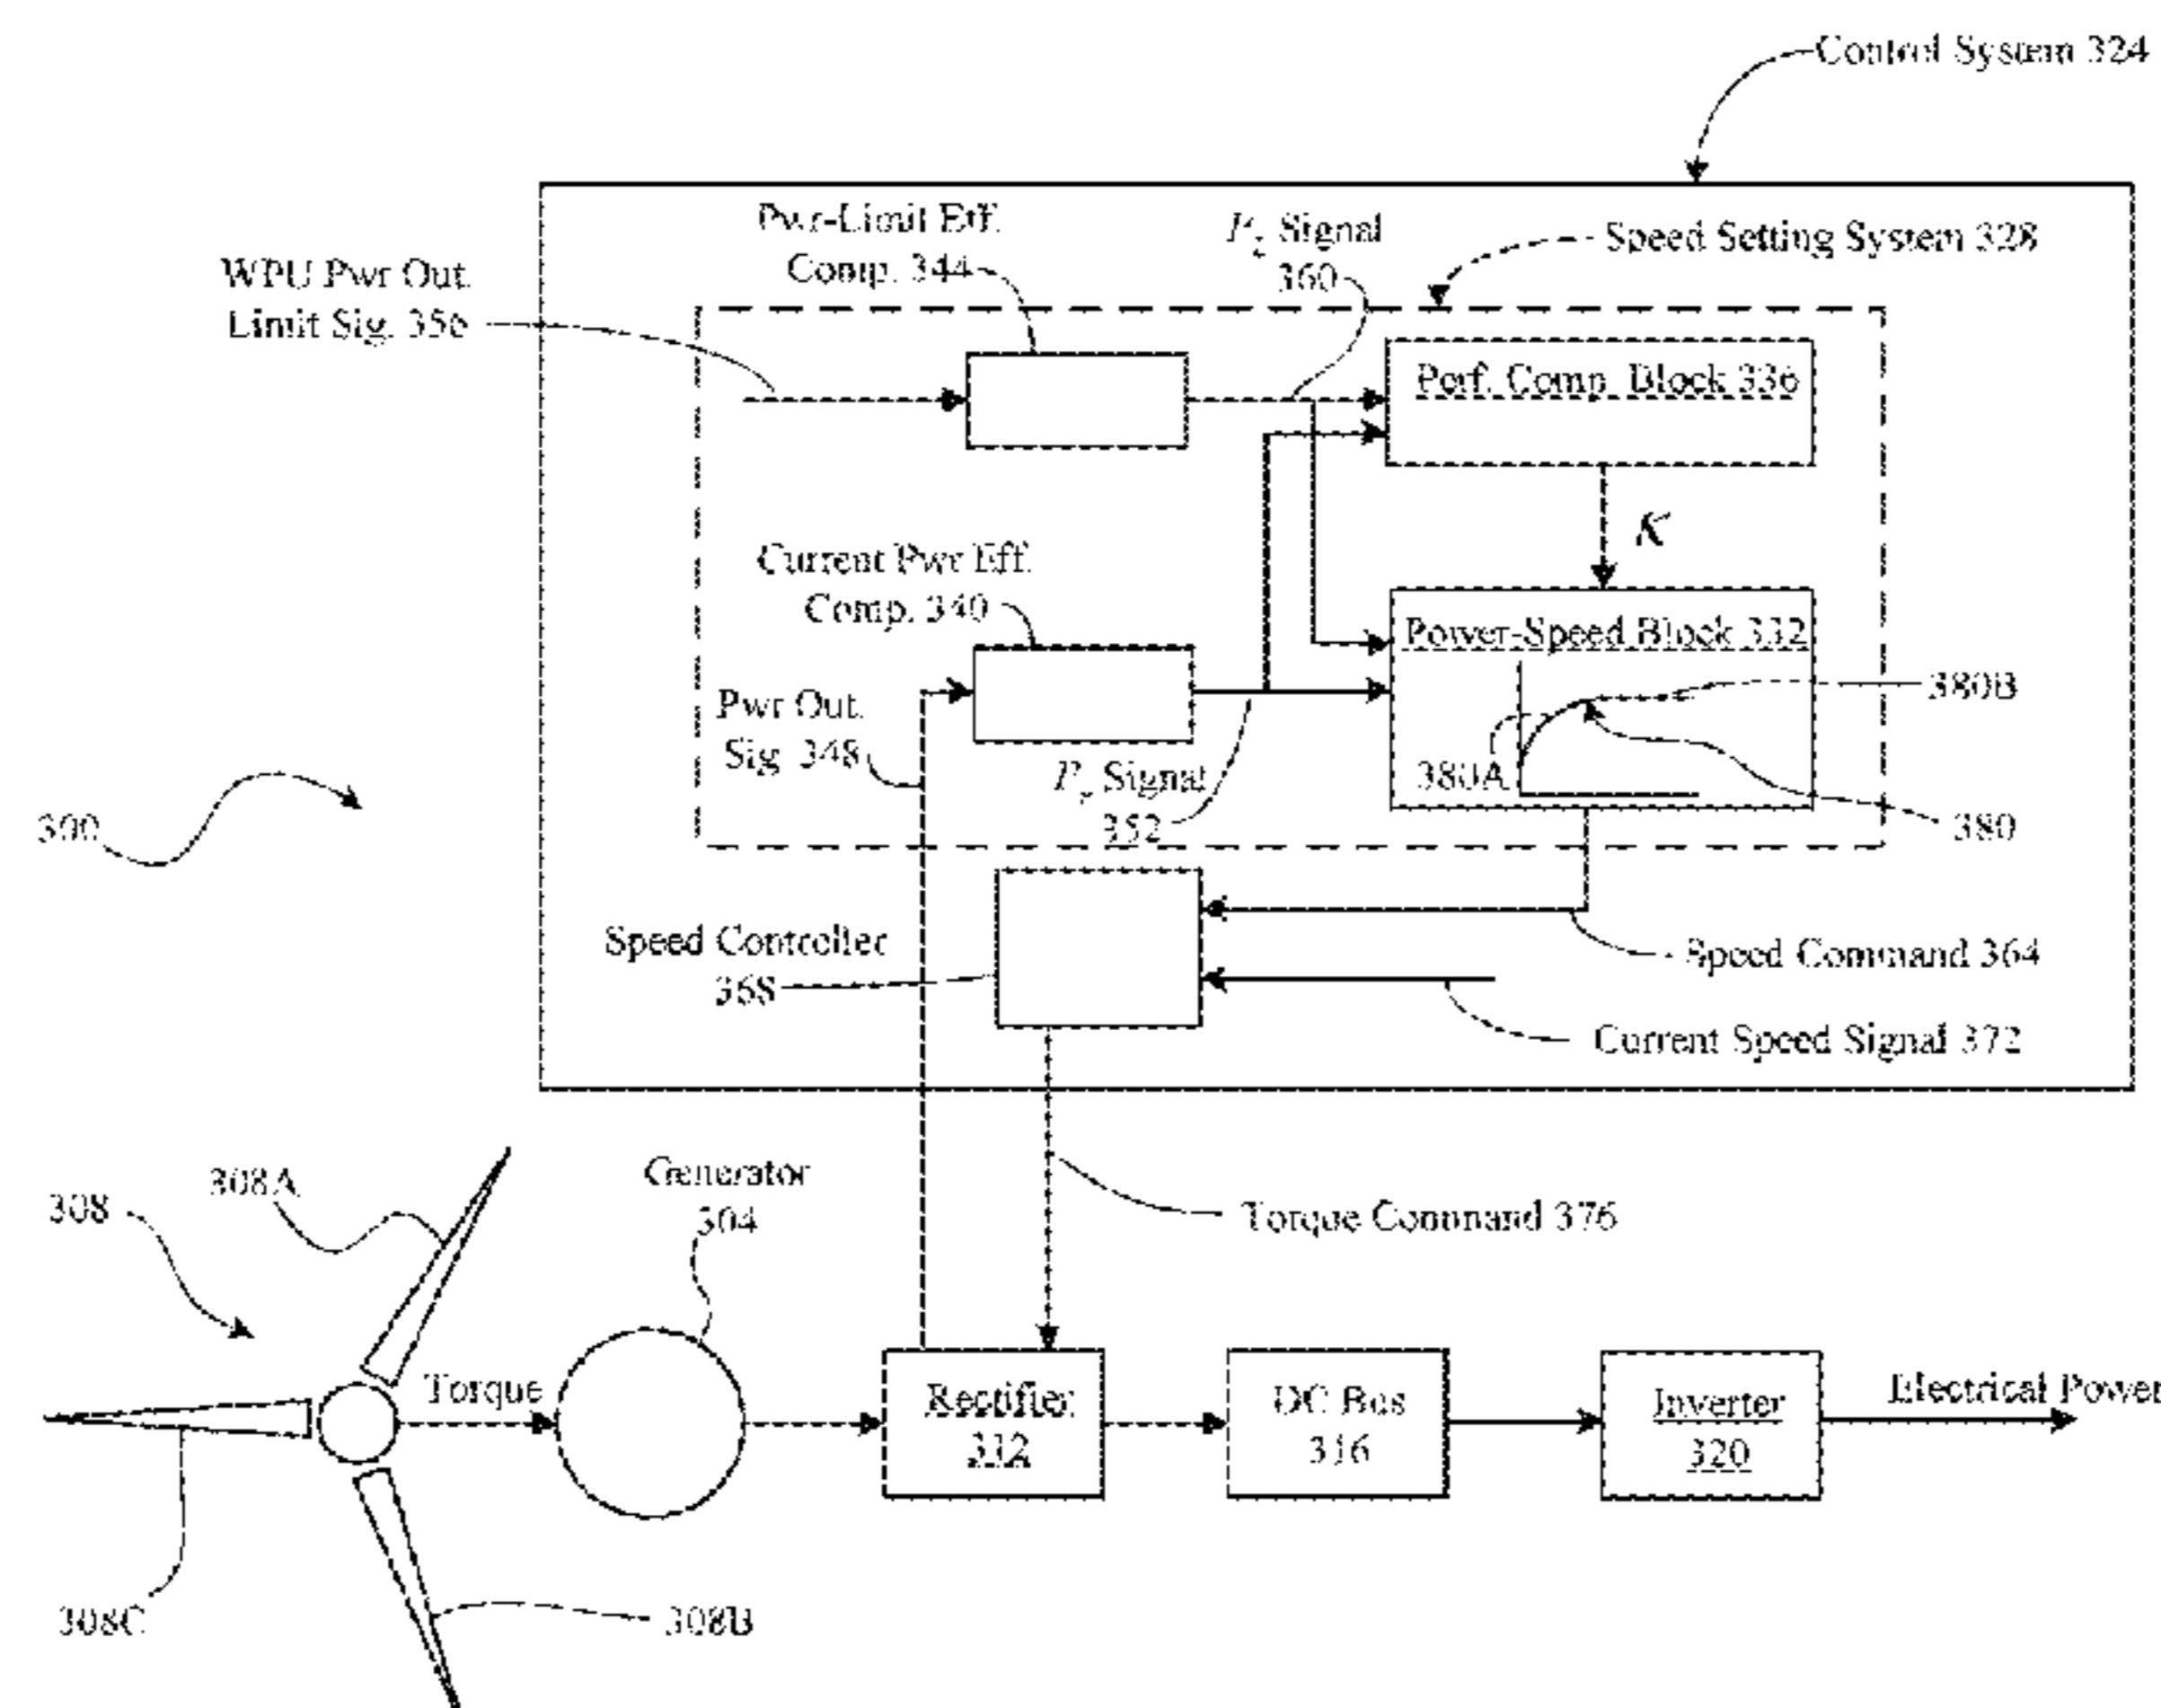 Control System 324
Pwr-Limit Eff.
Comp. 344
Signal
360
Speed Setting System 328
WPU Pwr Out.
Limit Sig. 356
Perf. Comp. Block 336
K
Current Pwr Eff.
Comp. 340
Power-Speed Block 332
380B
Pwr Out.
Sig. 348
Signal
352
380A
380
300
Speed Controller
368
Speed Command 364
Current Speed Signal 372
308A
308
Generator
304
Torque Command 376
Torque
Rectifier
312
DC Bus
316
Inverter
320
Electrical Power
308C
308B